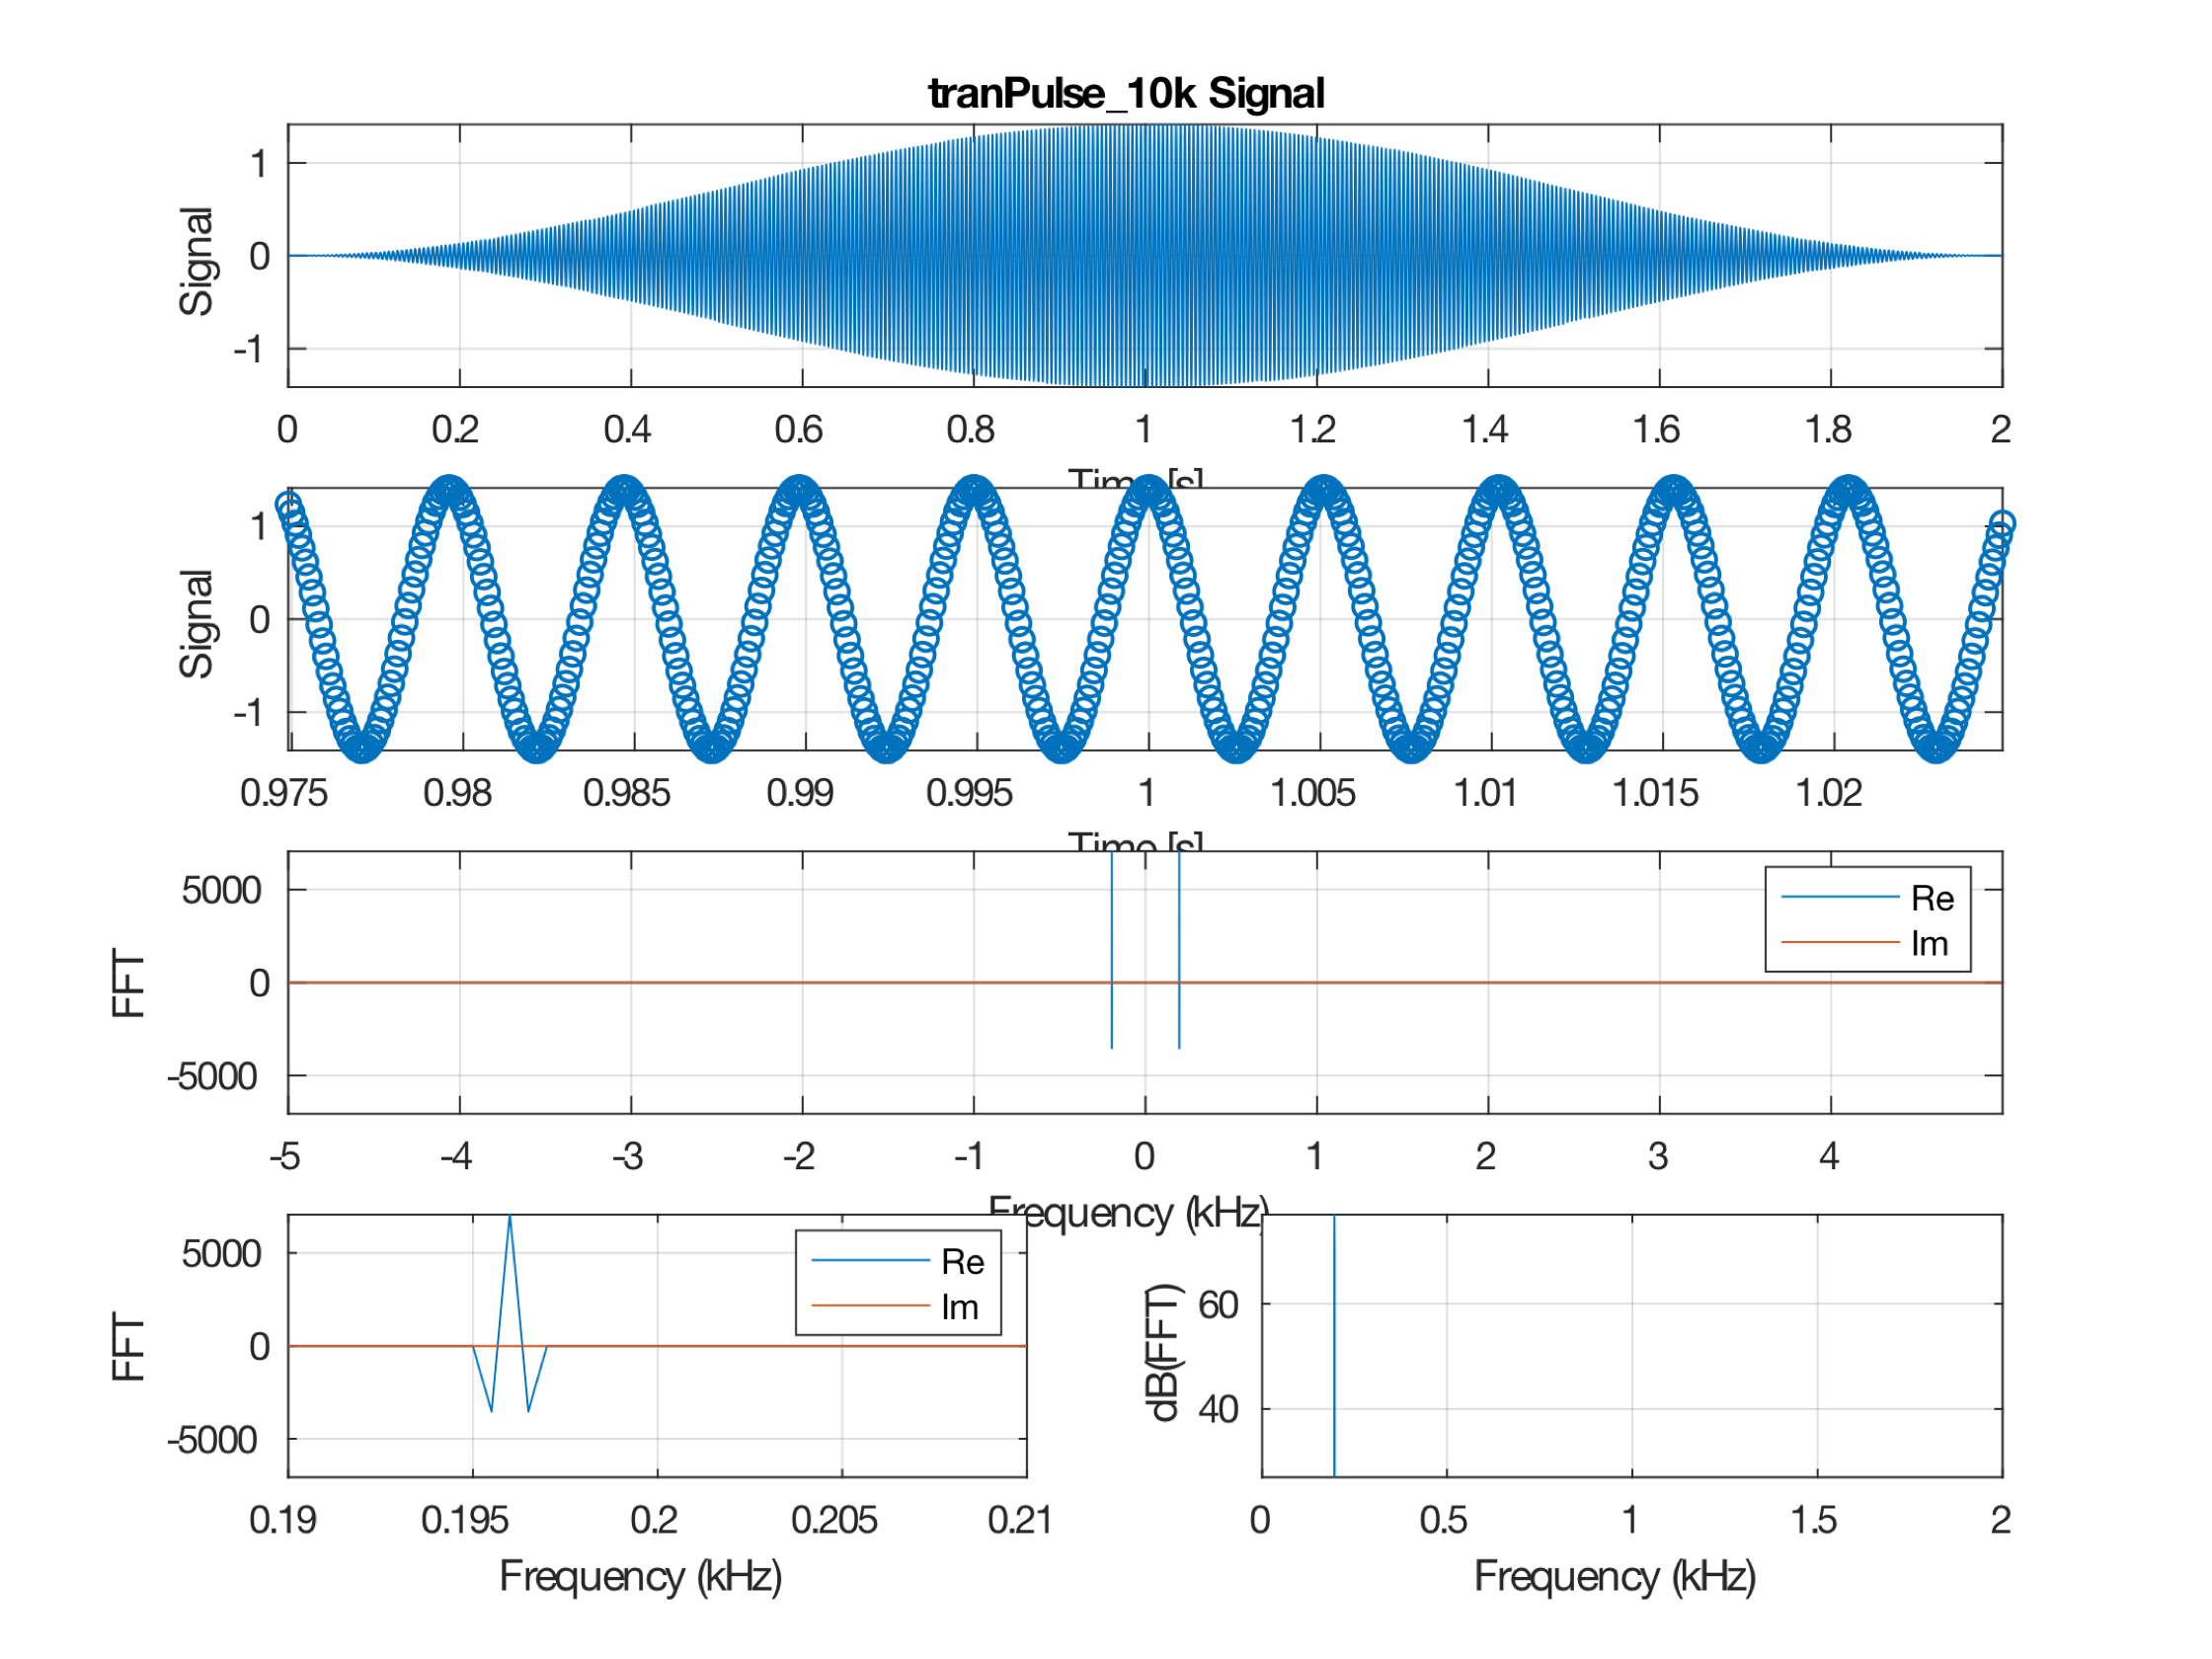 tranPulse_10k Signal
Signal
1
0
-1
0 0.2 0.4 0.6 0.8 1 1.2 1.4 1.6 1.8 2
Time [s]
Signal
1
0
-1
0.975 0.98 0.985 0.99 0.995 1 1.005 1.01 1.015 1.02
Time [s]
FFT
5000
0
-5000
Re
Im
-5 -4 -3 -2 -1 0 1 2 3 4
Frequency (kHz)
FFT
5000
0
-5000
Re
Im
0.19 0.195 0.2 0.205 0.21
Frequency (kHz)
dB(FFT)
60
40
0 0.5 1 1.5 2
Frequency (kHz)